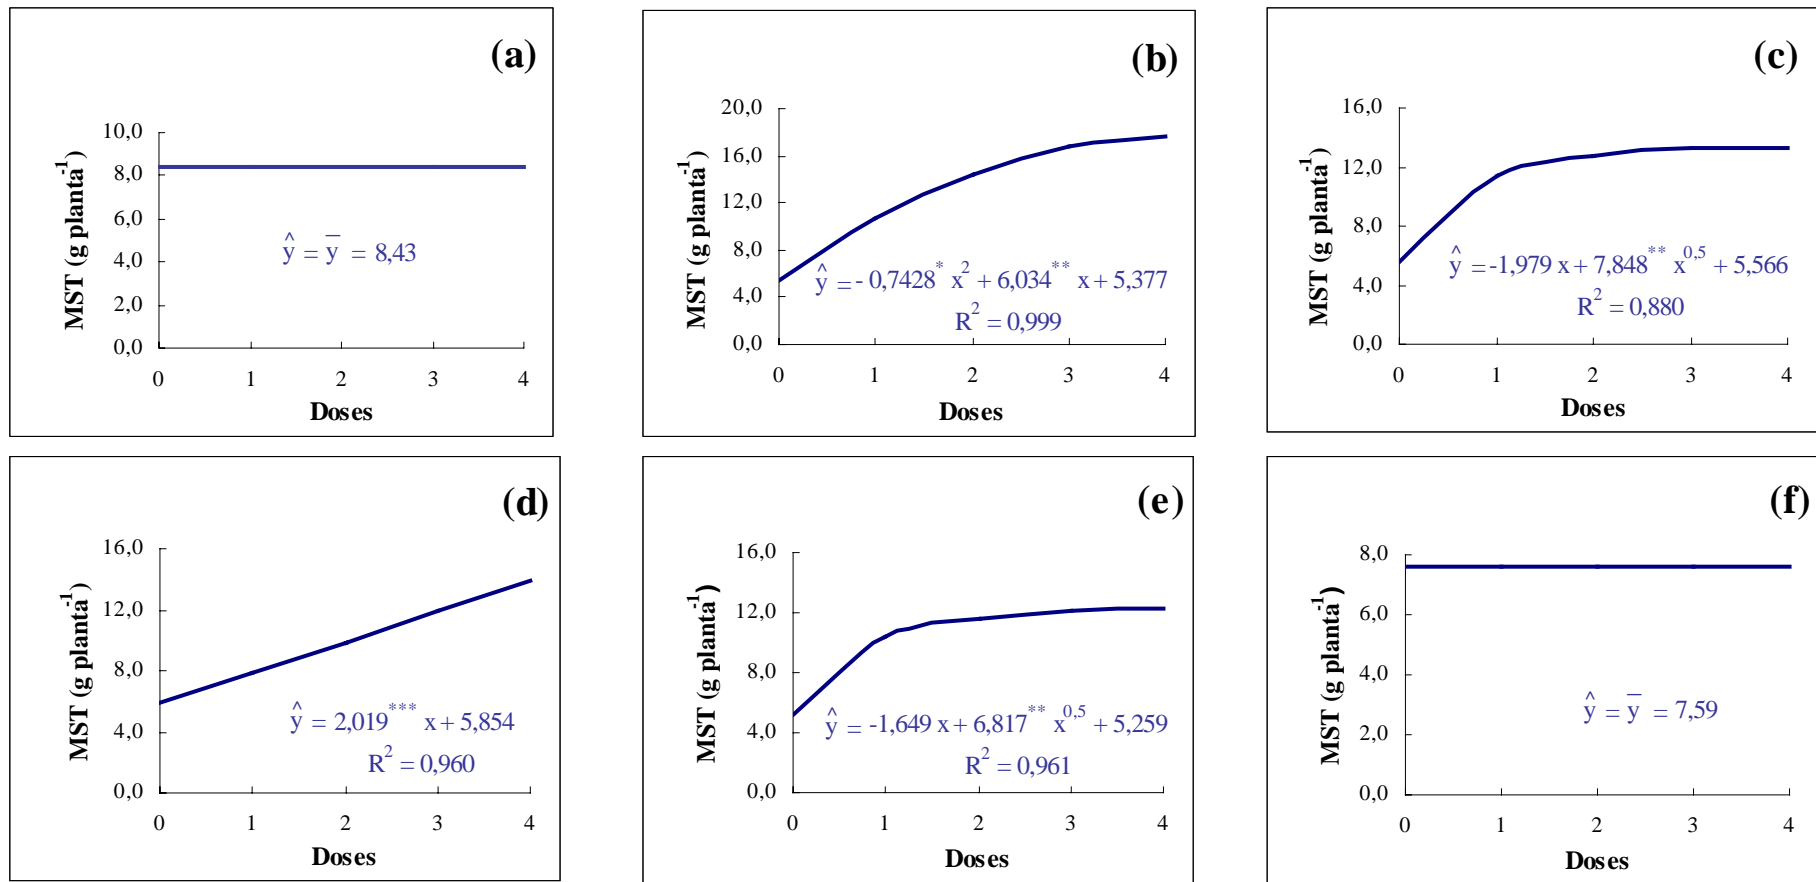 (a)
MST (g planta⁻¹)
10,0
8,0
6,0
4,0
2,0
0,0
ŷ = y̅ = 8,43
0 1 2 3 4
Doses
(b)
MST (g planta⁻¹)
20,0
16,0
12,0
8,0
4,0
0,0
ŷ = - 0,7428* x² + 6,034** x + 5,377
R² = 0,999
0 1 2 3 4
Doses
(c)
MST (g planta⁻¹)
16,0
12,0
8,0
4,0
0,0
ŷ = -1,979 x + 7,848** x^0,5 + 5,566
R² = 0,880
0 1 2 3 4
Doses
(d)
MST (g planta⁻¹)
16,0
12,0
8,0
4,0
0,0
ŷ = 2,019*** x + 5,854
R² = 0,960
0 1 2 3 4
Doses
(e)
MST (g planta⁻¹)
16,0
12,0
8,0
4,0
0,0
ŷ = -1,649 x + 6,817** x^0,5 + 5,259
R² = 0,961
0 1 2 3 4
Doses
(f)
MST (g planta⁻¹)
8,0
6,0
4,0
2,0
0,0
ŷ = y̅ = 7,59
0 1 2 3 4
Doses